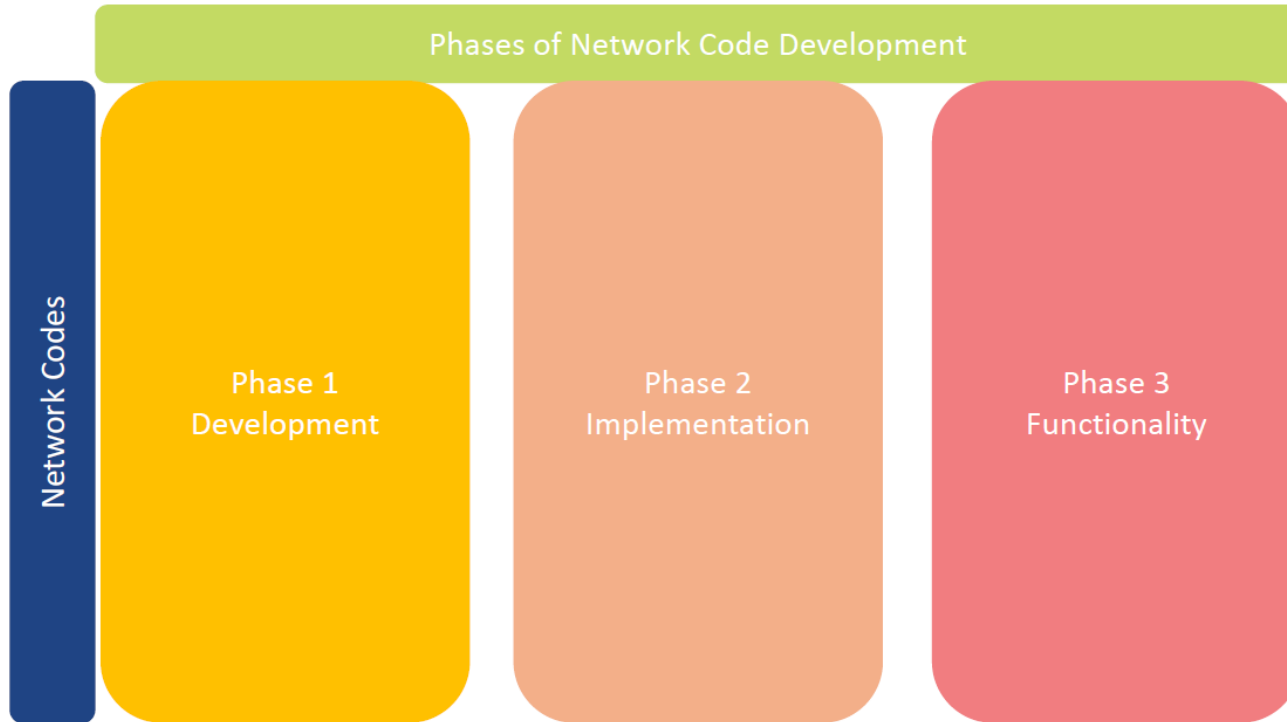 Phases of Network Code Development
Network Codes
Phase 1
Development
Phase 2
Implementation
Phase 3
Functionality